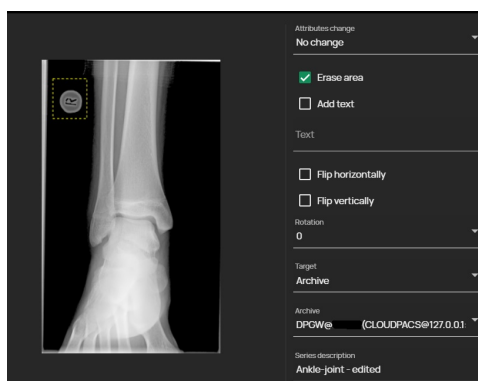 Attributes change
No change
Erase area
Add text
Text
Flip horizontally
Flip vertically
Rotation
0
Target
Archive
Archive
DPGW@ (CLOUDPACS@127.0.0.1:
Series description
Ankle-joint - edited
R